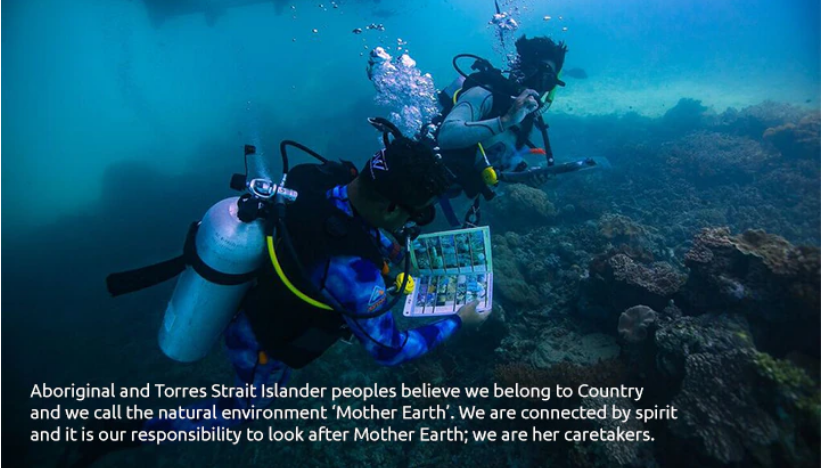 Aboriginal and Torres Strait Islander peoples believe we belong to Country
and we call the natural environment ‘Mother Earth’. We are connected by spirit
and it is our responsibility to look after Mother Earth; we are her caretakers.